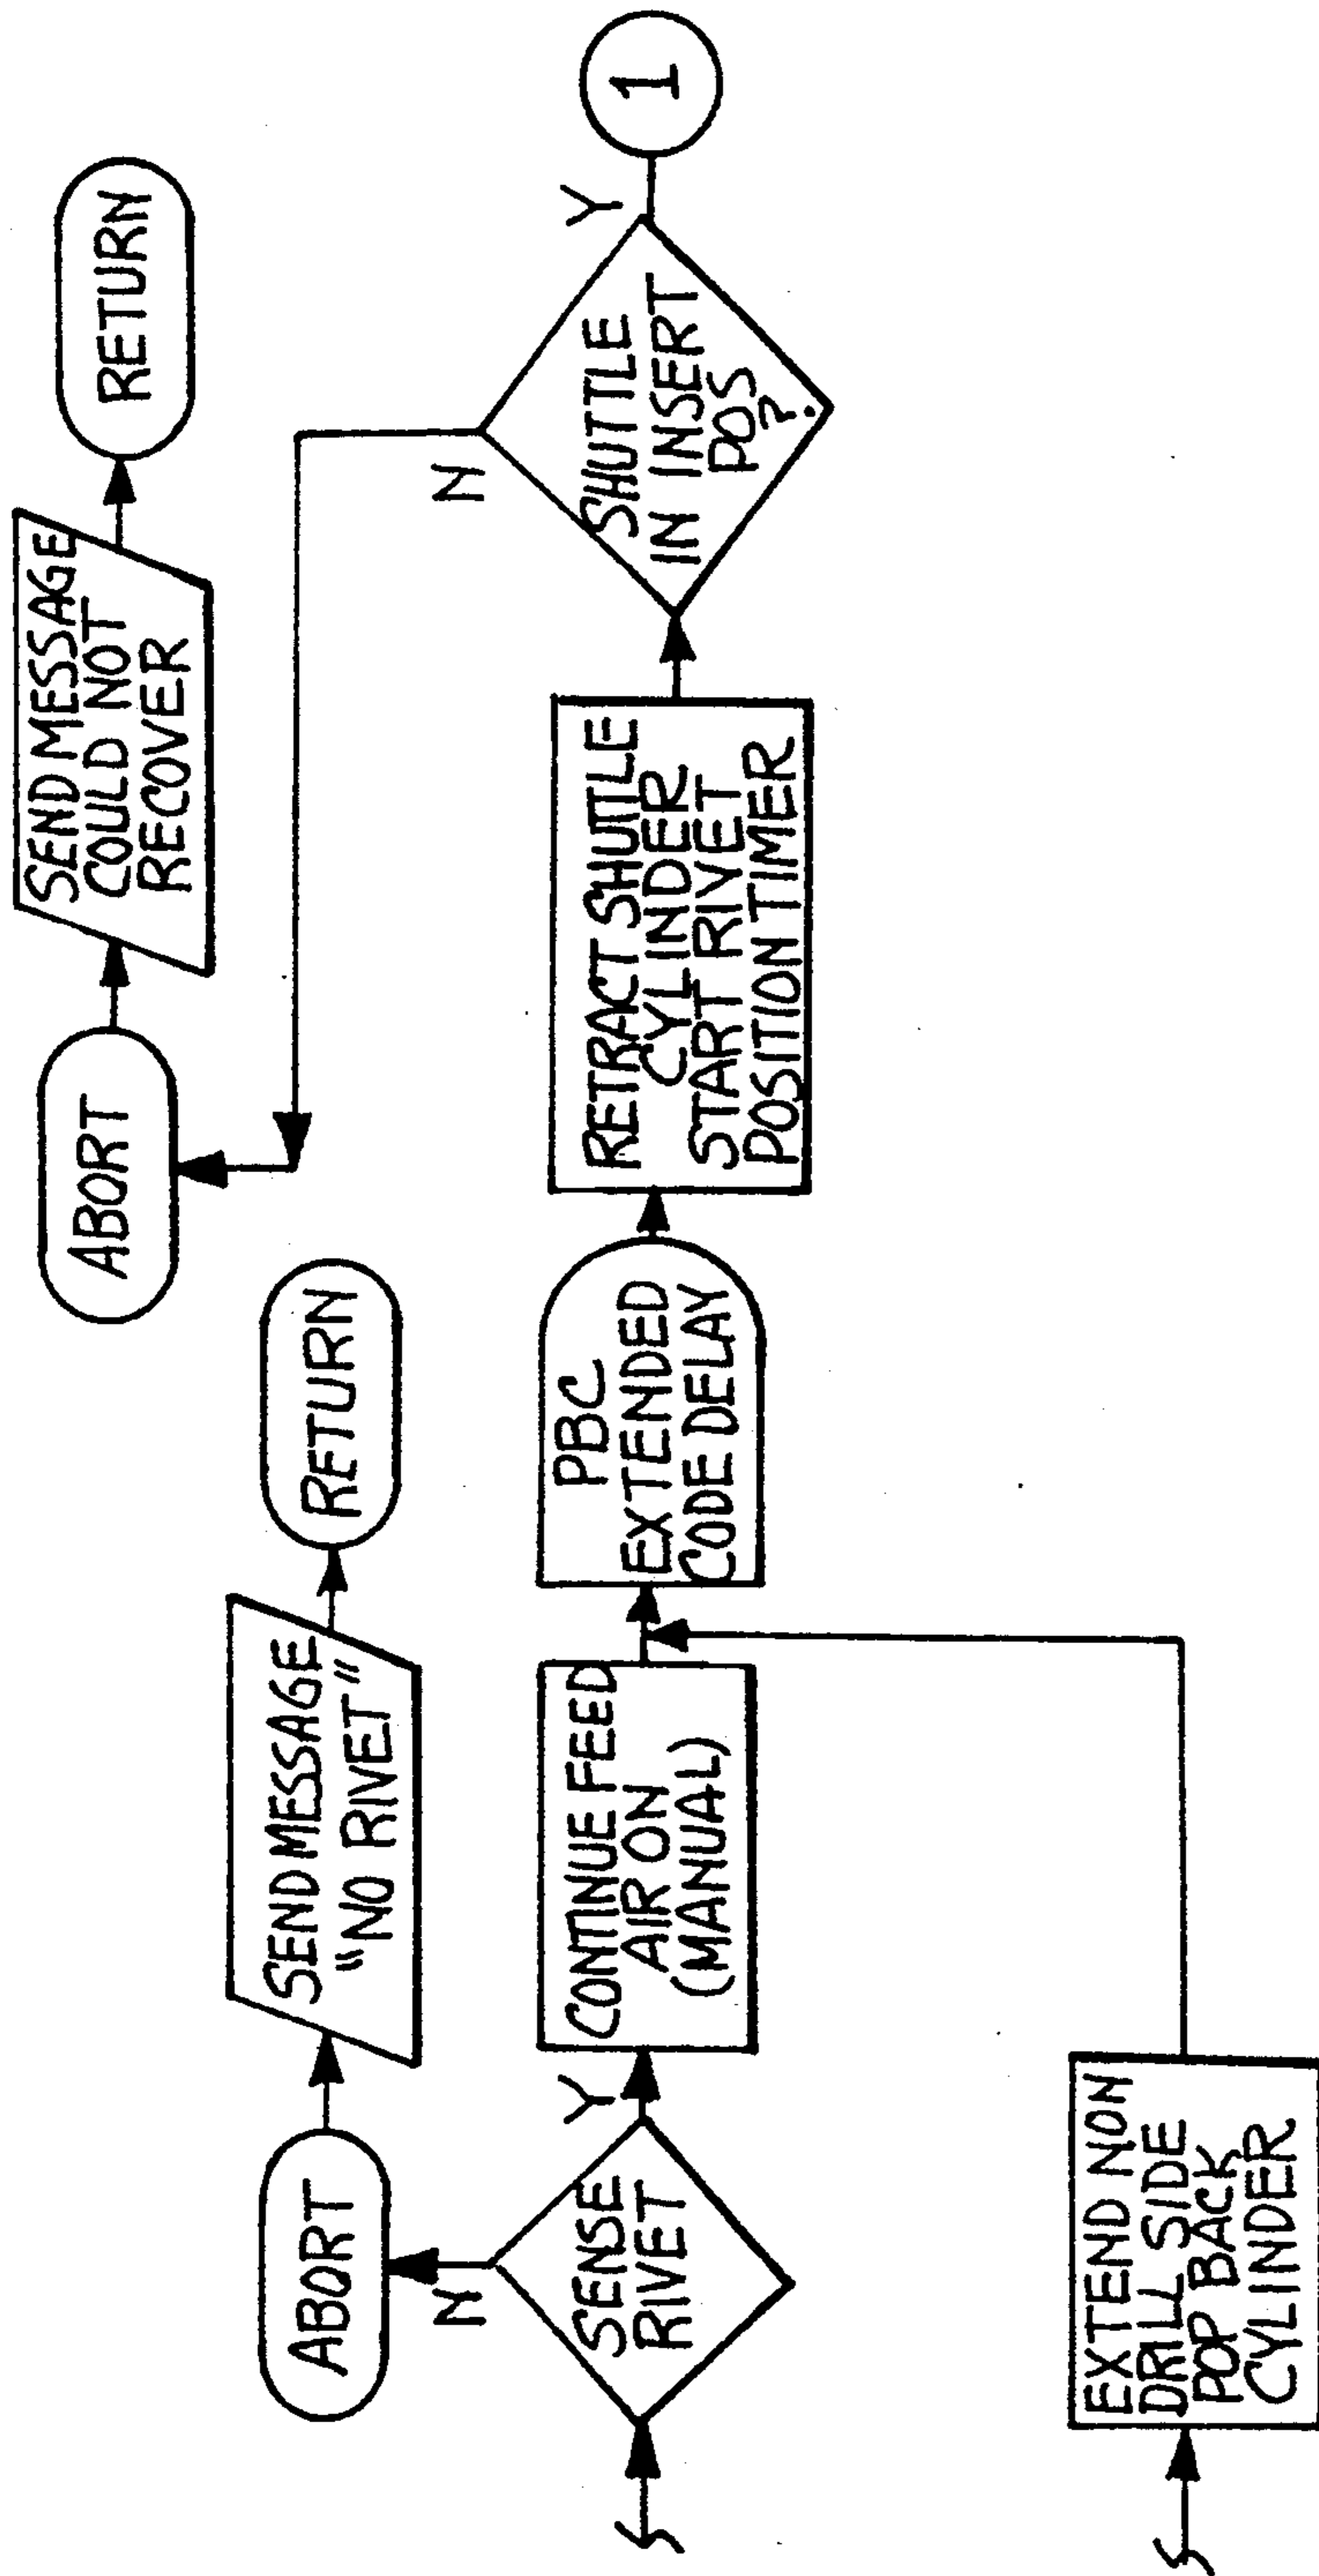 ABORT
SEND MESSAGE
COULD NOT
RECOVER
RETURN
ABORT
SEND MESSAGE
"NO RIVET"
RETURN
N
N
SENSE
RIVET
Y
CONTINUE FEED
AIR ON
(MANUAL)
PBC
EXTENDED
CODE DELAY
RETRACT SHUTTLE
CYLINDER
START RIVET
POSITION TIMER
SHUTTLE
IN INSERT
POS
?
Y
1
EXTEND NON
DRILL SIDE
POP BACK
CYLINDER